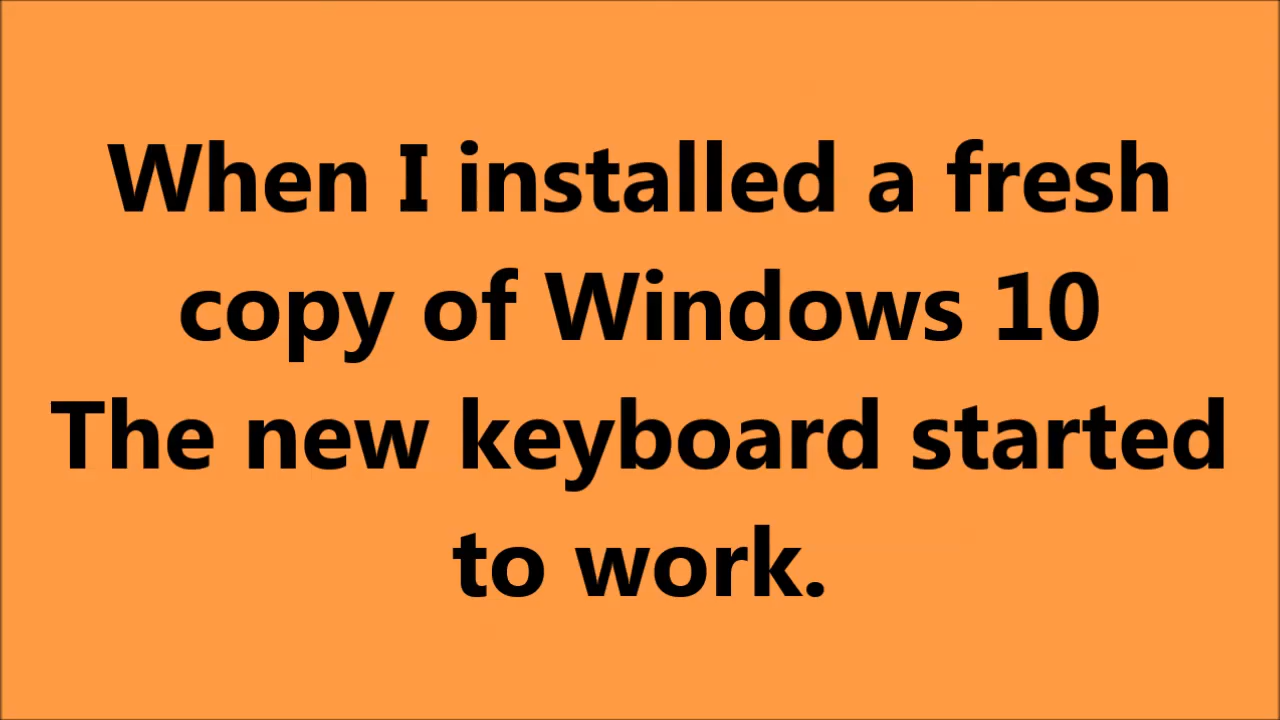 When I installed a fresh
copy of Windows 10
The new keyboard started
to work.